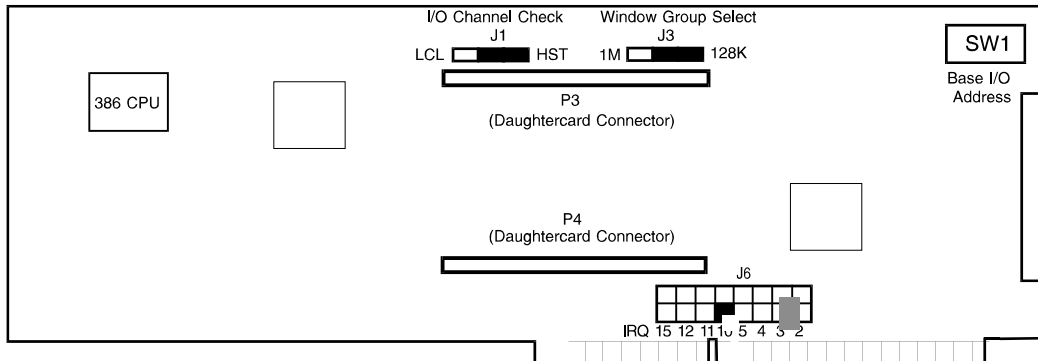 I/O Channel Check
J1
LCL HST
Window Group Select
J3
1M 128K
SW1
Base I/O
Address
386 CPU
P3
(Daughtercard Connector)
P4
(Daughtercard Connector)
J6
IRQ 15 12 11 10 5 4 3 2